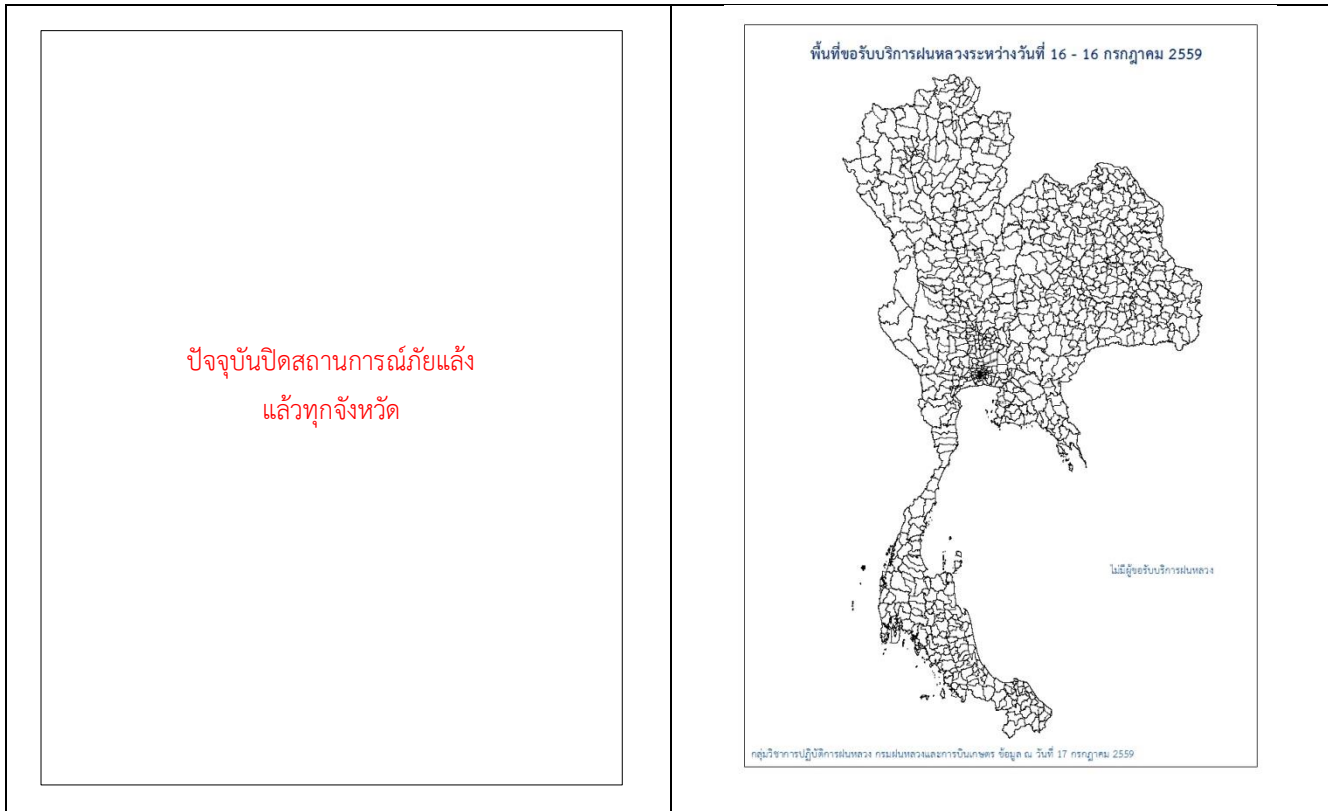 ปัจจุบันปิดสถานการณ์ภัยแล้ง
แล้วทุกจังหวัด
พื้นที่ขอรับบริการฝนหลวงระหว่างวันที่ 16 - 16 กรกฎาคม 2559
ไม่มีผู้ขอรับบริการฝนหลวง
กลุ่มวิชาการปฏิบัติการฝนหลวง กรมฝนหลวงและการบินเกษตร ข้อมูล ณ วันที่ 17 กรกฎาคม 2559